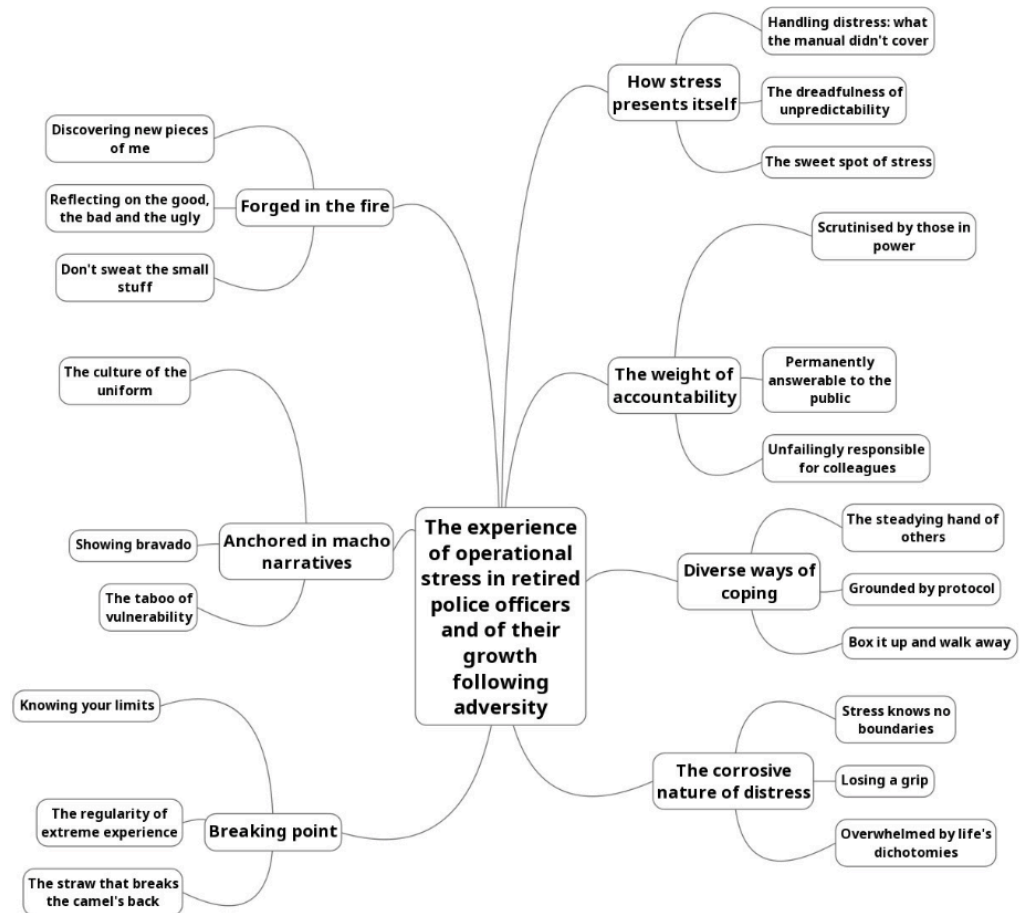 The experience
of operational
stress in retired
police officers
and of their
growth
following
adversity
How stress
presents itself
Handling distress: what
the manual didn't cover
The dreadfulness of
unpredictability
The sweet spot of stress
The weight of
accountability
Scrutinised by those in
power
Permanently
answerable to the
public
Unfailingly responsible
for colleagues
Diverse ways of
coping
The steadying hand of
others
Grounded by protocol
Box it up and walk away
The corrosive
nature of distress
Stress knows no
boundaries
Losing a grip
Overwhelmed by life's
dichotomies
Forged in the fire
Discovering new pieces
of me
Reflecting on the good,
the bad and the ugly
Don't sweat the small
stuff
Anchored in macho
narratives
The culture of the
uniform
Showing bravado
The taboo of
vulnerability
Breaking point
Knowing your limits
The regularity of
extreme experience
The straw that breaks
the camel's back